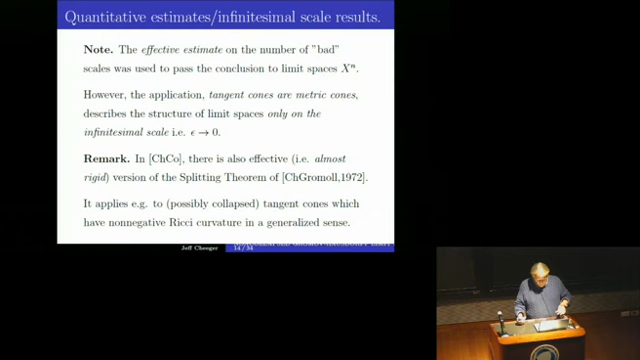 Quantitative estimates/infinitesimal scale results.
Note. The effective estimate on the number of "bad"
scales was used to pass the conclusion to limit spaces Xⁿ.
However, the application, tangent cones are metric cones,
describes the structure of limit spaces only on the
infinitesimal scale i.e. ϵ → 0.
Remark. In [ChCo], there is also effective (i.e. almost
rigid) version of the Splitting Theorem of [ChGromoll,1972].
It applies e.g. to (possibly collapsed) tangent cones which
have nonnegative Ricci curvature in a generalized sense.
Jeff Cheeger
14 / 34